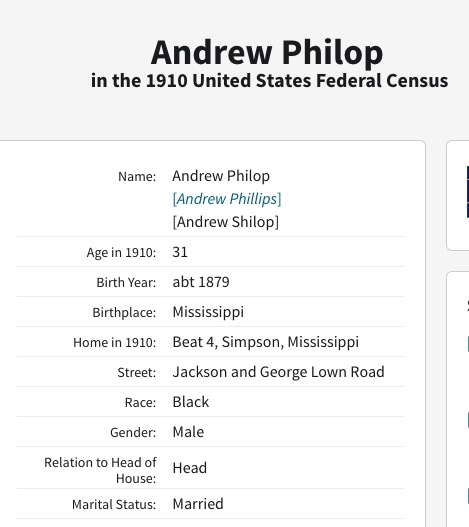 Andrew Philop
in the 1910 United States Federal Census
Name: Andrew Philop
[Andrew Phillips]
[Andrew Shilop]
Age in 1910: 31
Birth Year: abt 1879
Birthplace: Mississippi
Home in 1910: Beat 4, Simpson, Mississippi
Street: Jackson and George Lown Road
Race: Black
Gender: Male
Relation to Head of House: Head
Marital Status: Married